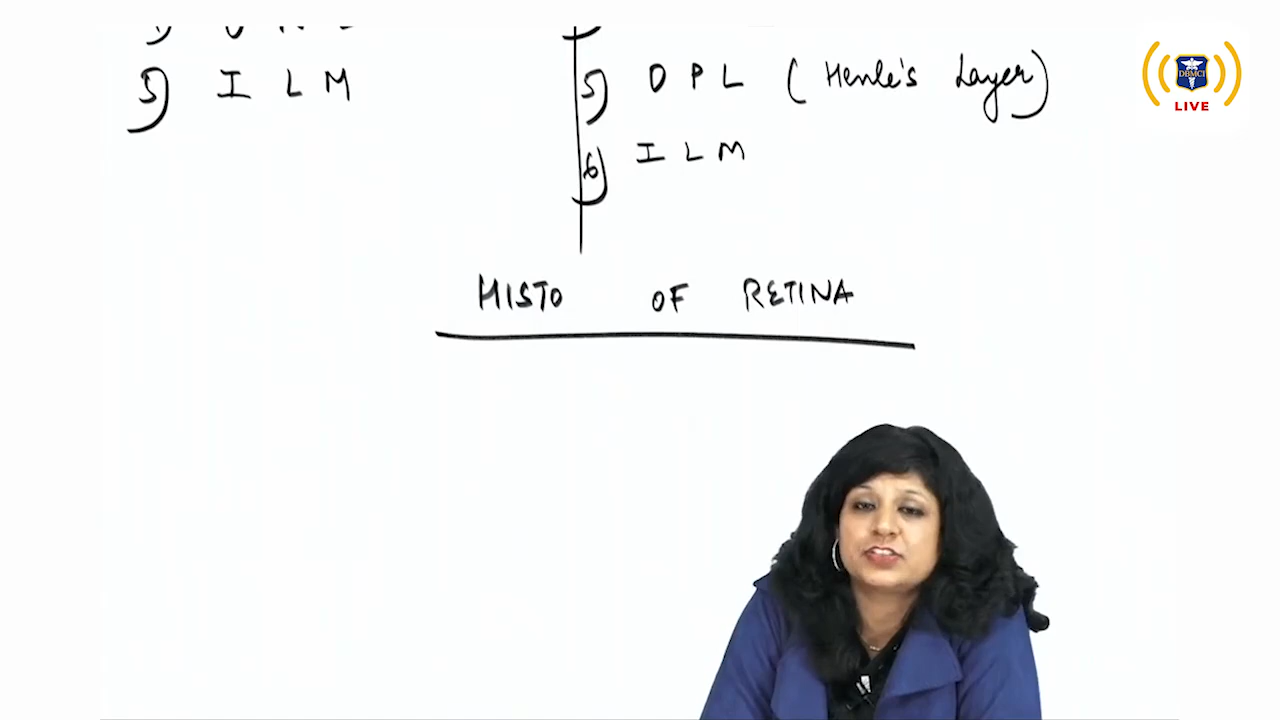 5) I L M
5) O P L (Henle's Layer)
6) I L M
HISTO OF RETINA
DBMCI
LIVE